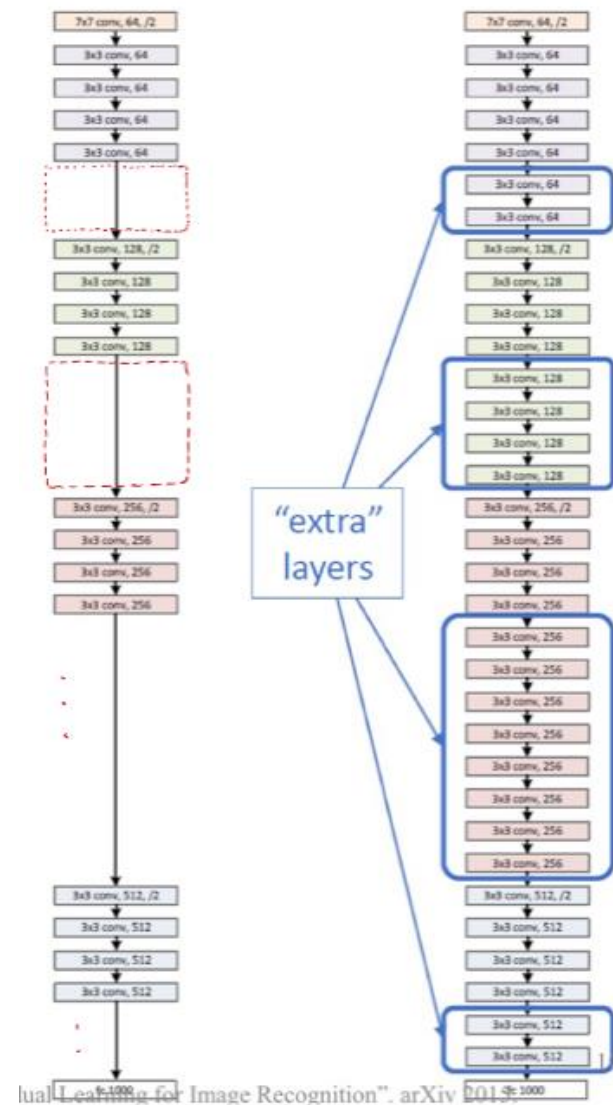 7x7 conv, 64, /2
3x3 conv, 64
3x3 conv, 64
3x3 conv, 64
3x3 conv, 64
3x3 conv, 128, /2
3x3 conv, 128
3x3 conv, 128
3x3 conv, 128
3x3 conv, 256, /2
3x3 conv, 256
3x3 conv, 256
3x3 conv, 256
3x3 conv, 512, /2
3x3 conv, 512
3x3 conv, 512
3x3 conv, 512
fc 1000
“extra”
layers
7x7 conv, 64, /2
3x3 conv, 64
3x3 conv, 64
3x3 conv, 64
3x3 conv, 64
3x3 conv, 64
3x3 conv, 64
3x3 conv, 128, /2
3x3 conv, 128
3x3 conv, 128
3x3 conv, 128
3x3 conv, 128
3x3 conv, 128
3x3 conv, 128
3x3 conv, 128
3x3 conv, 256, /2
3x3 conv, 256
3x3 conv, 256
3x3 conv, 256
3x3 conv, 256
3x3 conv, 256
3x3 conv, 256
3x3 conv, 256
3x3 conv, 256
3x3 conv, 256
3x3 conv, 256
3x3 conv, 256
3x3 conv, 512, /2
3x3 conv, 512
3x3 conv, 512
3x3 conv, 512
3x3 conv, 512
3x3 conv, 512
fc 1000
dual Learning for Image Recognition”. arXiv 2015.